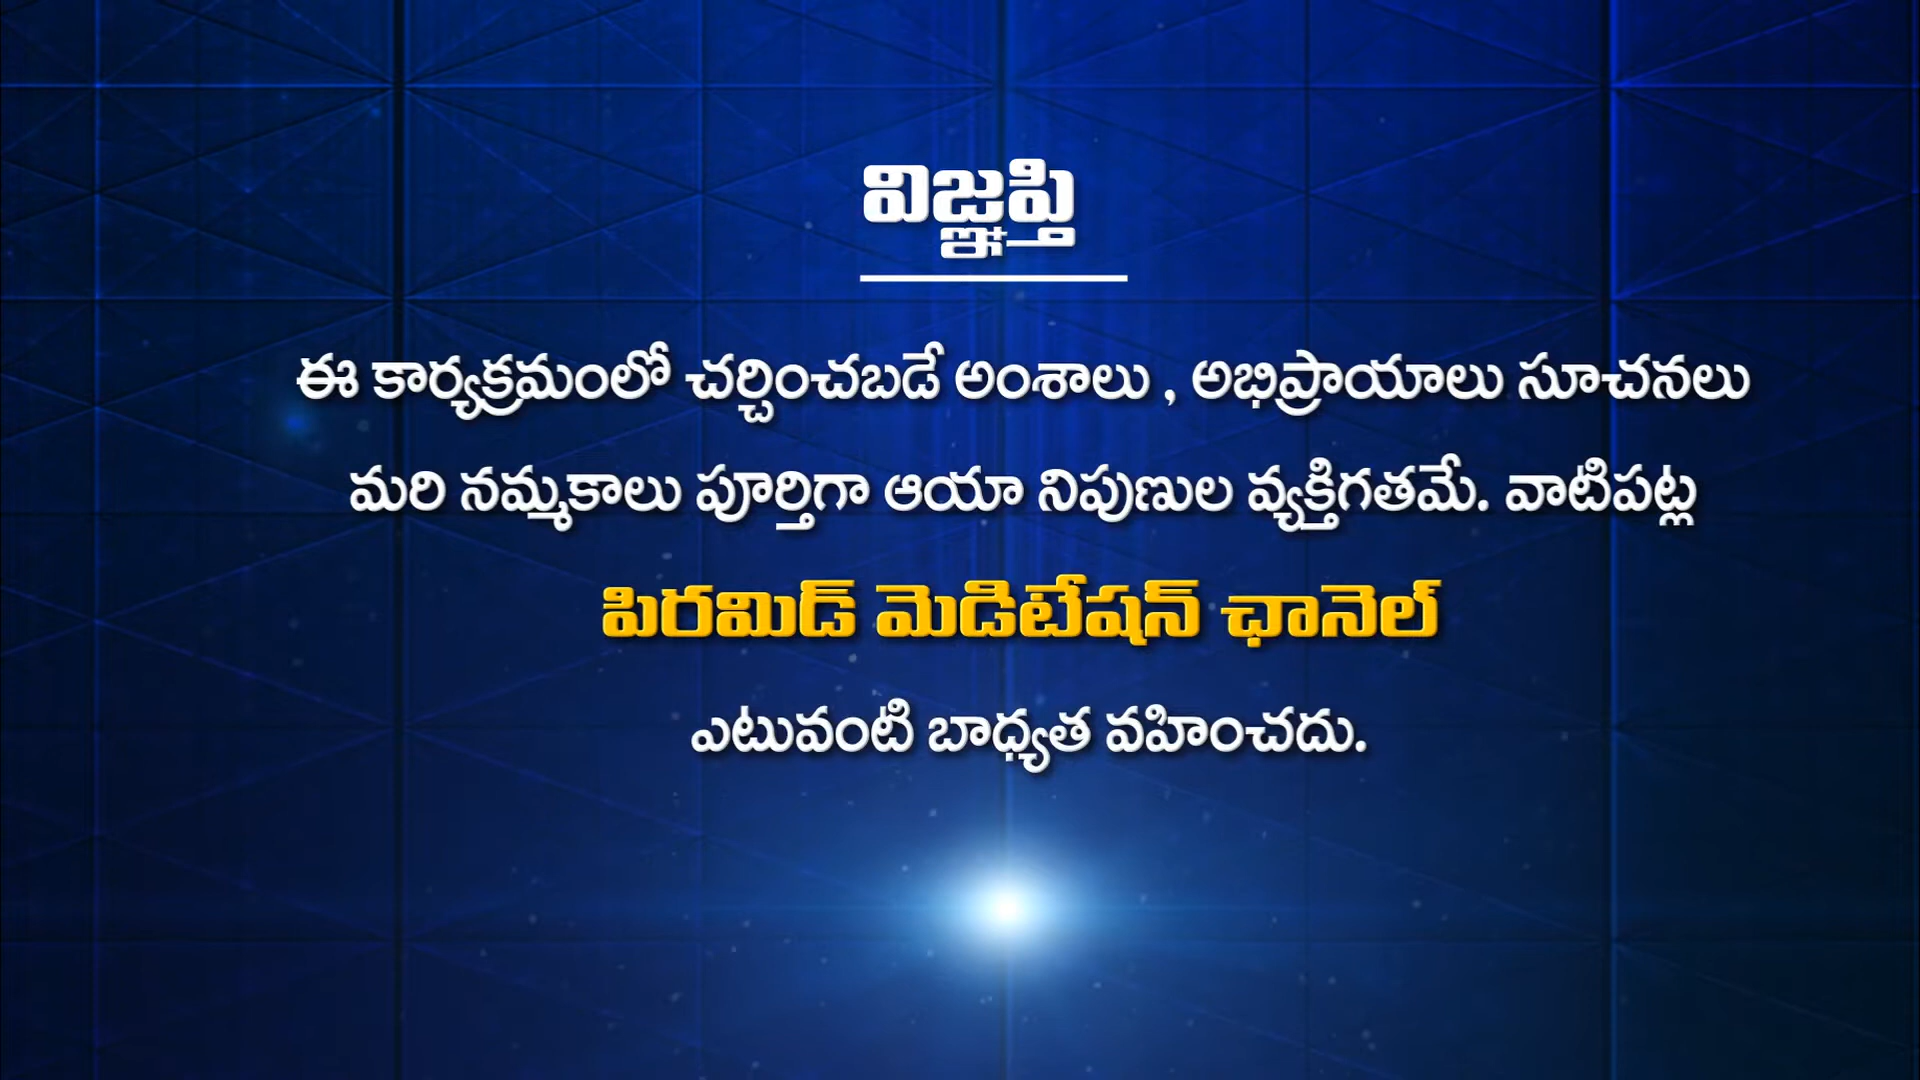 విజ్ఞప్తి
ఈ కార్యక్రమంలో చర్చించబడే అంశాలు , అభిప్రాయాలు సూచనలు
మరి నమ్మకాలు పూర్తిగా ఆయా నిపుణుల వ్యక్తిగతమే. వాటిపట్ల
పిరమిడ్ మెడిటేషన్ ఛానెల్
ఎటువంటి బాధ్యత వహించదు.